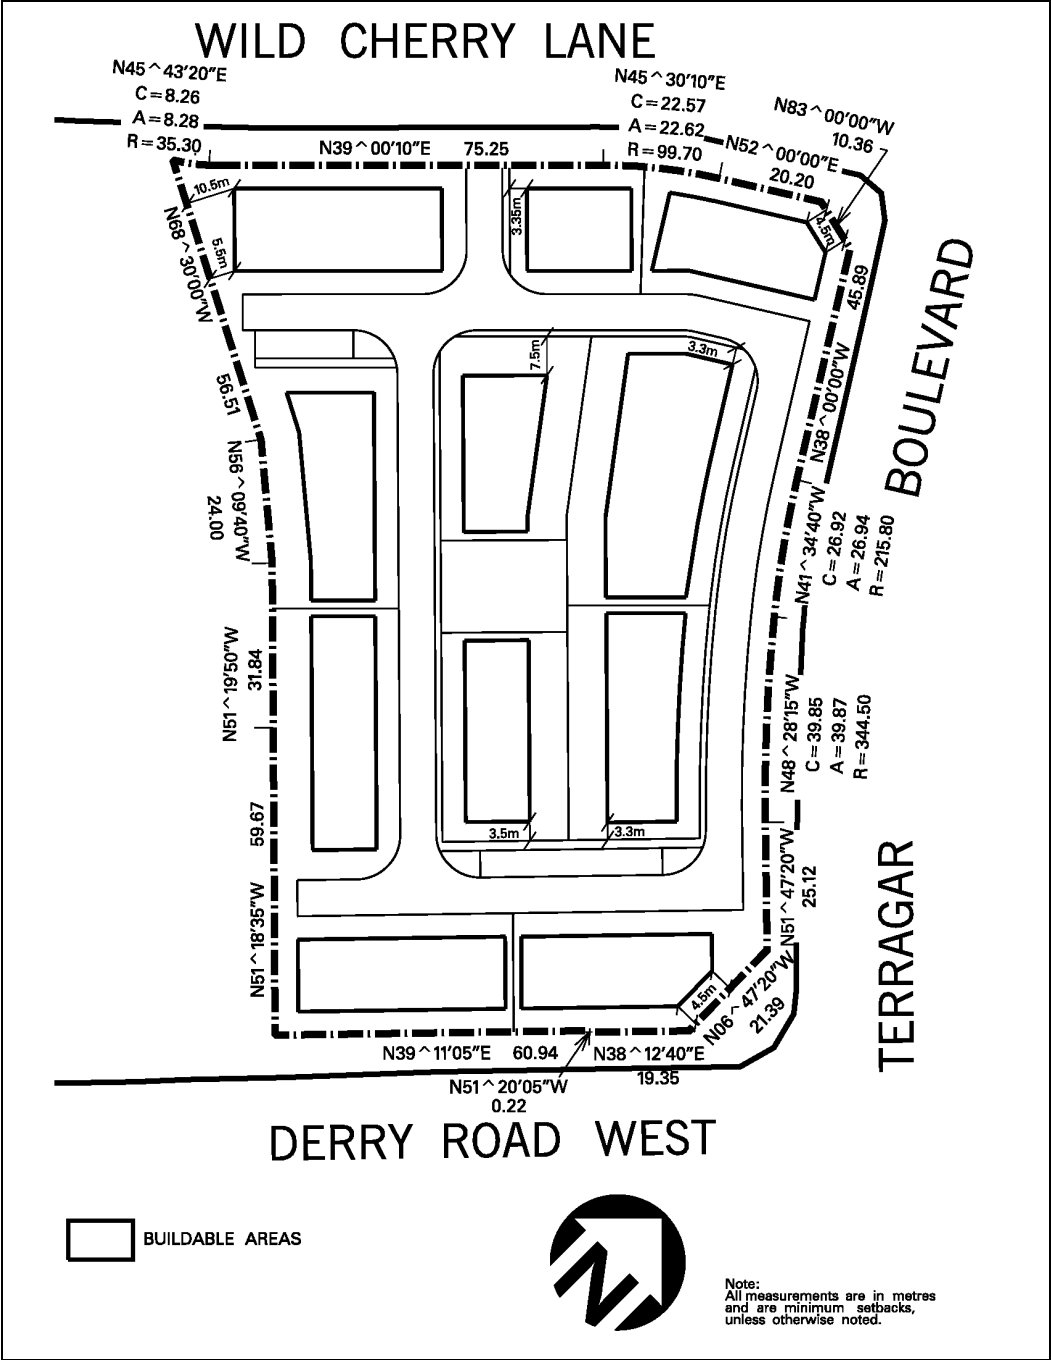 WILD CHERRY LANE
N45^43'20"E
C=8.26
A=8.28
R=35.30
N39^00'10"E 75.25
N45^30'10"E
C=22.57
A=22.62
R=99.70
N52^00'00"E
20.20
N83^00'00"W
10.36
10.5m
5.5m
3.35m
4.5m
N68^30'00"W
56.51
45.89
N38^00'00"W
BOULEVARD
7.5m
3.3m
N56^09'40"W
24.00
N41^34'40"W
C=26.92
A=26.94
R=215.80
N51^19'50"W
31.84
N48^28'15"W
C=39.85
A=39.87
R=344.50
59.67
N51^18'35"W
3.5m
3.3m
N51^47'20"W
25.12
TERRAGAR
4.5m
N06^47'20"W
21.39
N39^11'05"E 60.94
N38^12'40"E
19.35
N51^20'05"W
0.22
DERRY ROAD WEST
BUILDABLE AREAS
N
Note:
All measurements are in metres
and are minimum setbacks,
unless otherwise noted.